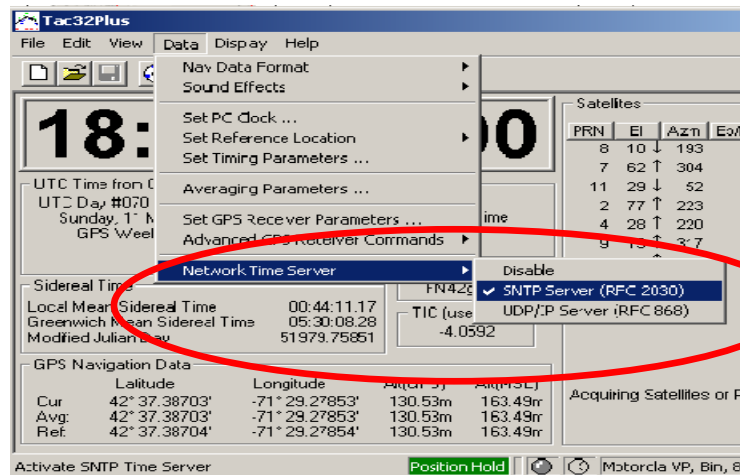 Tac32Plus
File Edit View Data Display Help
Nav Data Format
Sound Effects
Set PC Clock ...
Set Reference Location
Set Timing Parameters ...
Averaging Parameters ...
Set GPS Receiver Parameters ...
Advanced GPS Receiver Commands
Network Time Server
Disable
SNTP Server (RFC 2030)
UDP/IP Server (RFC 868)
18: 00
Satellites
PRN El Azm
8 10↓ 193
7 62↑ 304
11 29↓ 52
2 77↑ 223
4 28↑ 220
9
UTC Time from
UTC Day #070
Sunday, 11
GPS Week
ime
Sidereal Time
Local Mean Sidereal Time 00:44:11.17
Greenwich Mean Sidereal Time 05:30:08.28
Modified Julian Day 51979.75851
FN42
TIC (use
-4.0592
GPS Navigation Data
Latitude Longitude Alt(MSL)
Cur 42° 37.38703' -71° 29.27853' 130.53m 163.49m
Avg: 42° 37.38703' -71° 29.27853' 130.53m 163.49m
Ref: 42° 37.38704' -71° 29.27854' 130.53m 163.49m
Acquiring Satellites or P
Activate SNTP Time Server
Position Hold
Motorola VP, Bin, 8